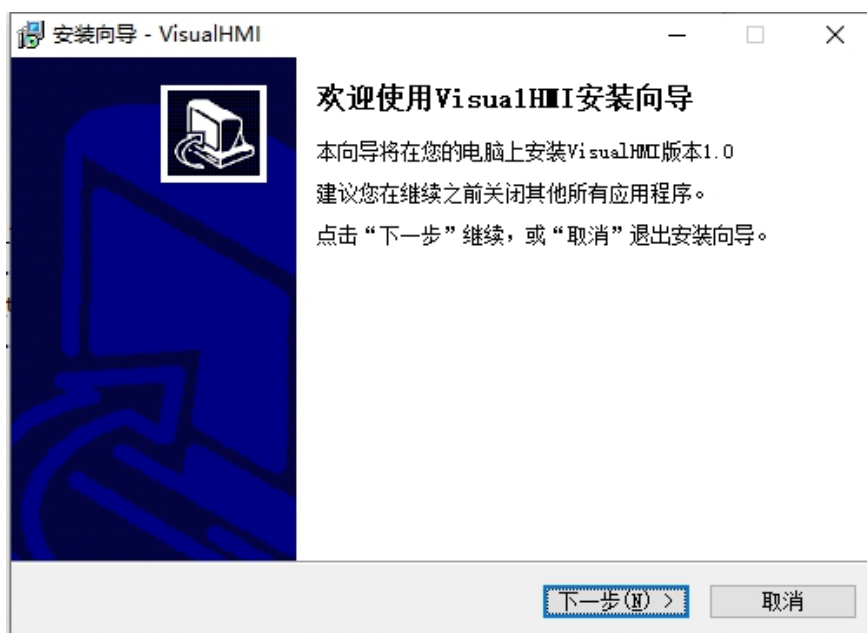 安装向导 - VisualHMI
欢迎使用VisualHMI安装向导
本向导将在您的电脑上安装VisualHMI版本1.0
建议您在继续之前关闭其他所有应用程序。
点击“下一步”继续，或“取消”退出安装向导。
下一步(N) >
取消